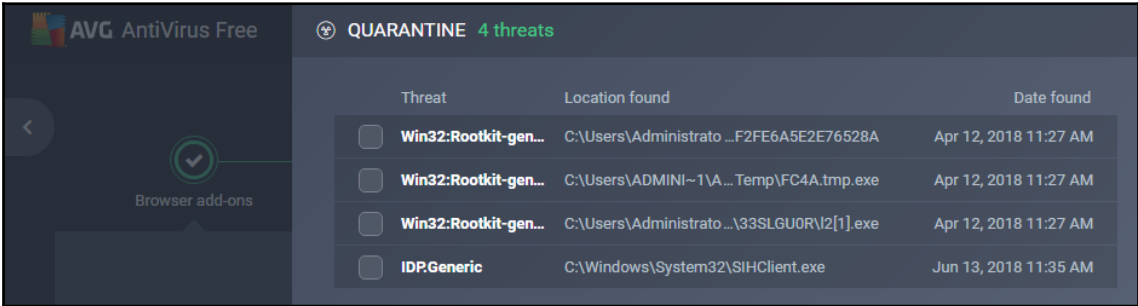 AVG AntiVirus Free
QUARANTINE 4 threats
Threat Location found Date found
Win32:Rootkit-gen... C:\Users\Administrato ...F2FE6A5E2E76528A Apr 12, 2018 11:27 AM
Win32:Rootkit-gen... C:\Users\ADMINI~1\A...Temp\FC4A.tmp.exe Apr 12, 2018 11:27 AM
Win32:Rootkit-gen... C:\Users\Administrato ...\33SLGU0R\l2[1].exe Apr 12, 2018 11:27 AM
IDP.Generic C:\Windows\System32\SIHClient.exe Jun 13, 2018 11:35 AM
Browser add-ons